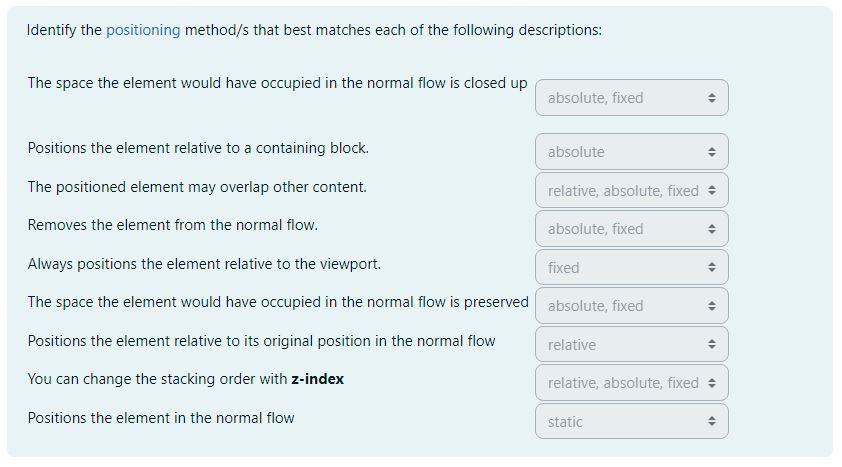 Identify the positioning method/s that best matches each of the following descriptions:
The space the element would have occupied in the normal flow is closed up absolute, fixed
Positions the element relative to a containing block. absolute
The positioned element may overlap other content. relative, absolute, fixed
Removes the element from the normal flow. absolute, fixed
Always positions the element relative to the viewport. fixed
The space the element would have occupied in the normal flow is preserved absolute, fixed
Positions the element relative to its original position in the normal flow relative
You can change the stacking order with z-index relative, absolute, fixed
Positions the element in the normal flow static